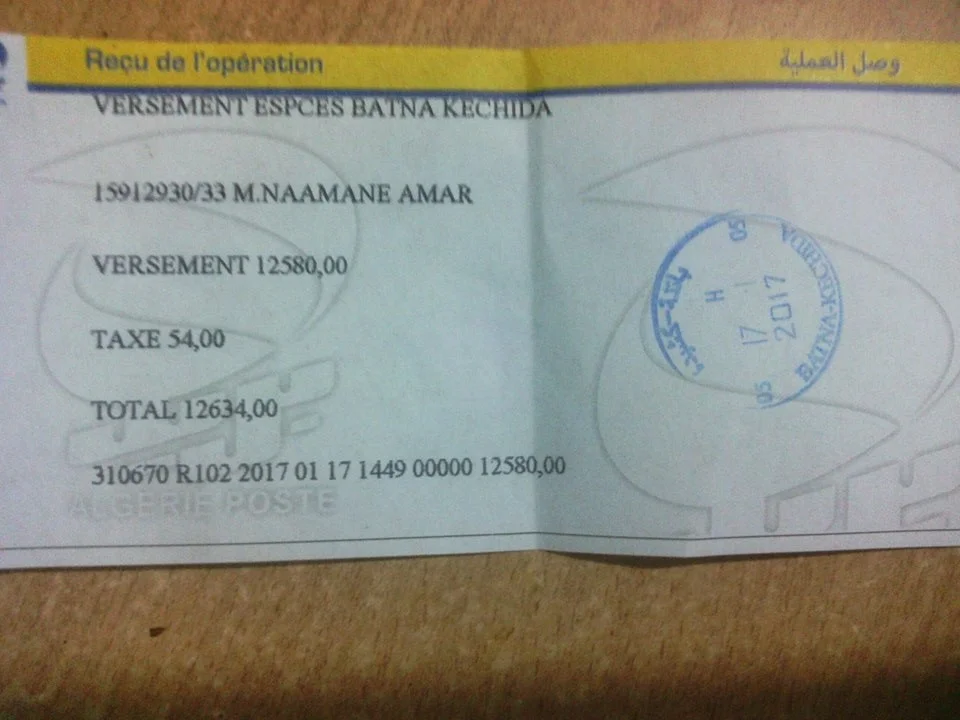 Reçu de l'opération
وصل العملية
VERSEMENT ESPCES BATNA KECHIDA
15912930/33 M.NAAMANE AMAR
VERSEMENT 12580,00
TAXE 54,00
TOTAL 12634,00
310670 R102 2017 01 17 1449 00000 12580,00
ALGERIE POSTE
BATNA-KECHIDA
05
H
17 1
2017
05